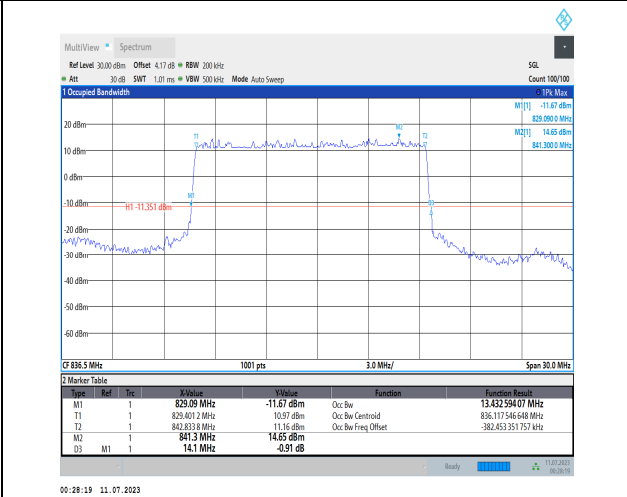 MultiView Spectrum
Ref Level 30.00 dBm Offset 4.17 dB RBW 200 kHz SGL
Att 30 dB SWT 1.01 ms VBW 500 kHz Mode Auto Sweep Count 100/100
1 Occupied Bandwidth 1Pk Max
M1[1] -11.67 dBm
829.090 0 MHz
M2[1] 14.65 dBm
841.300 0 MHz
20 dBm
T1 M2 T2
10 dBm
0 dBm
M1
-10 dBm
D3
H1 -11.351 dBm
-20 dBm
-30 dBm
-40 dBm
-50 dBm
-60 dBm
CF 836.5 MHz 1001 pts 3.0 MHz/ Span 30.0 MHz
2 Marker Table
Type Ref Trc X-Value Y-Value Function Function Result
M1 1 829.09 MHz -11.67 dBm Occ Bw 13.432 594 07 MHz
T1 1 829.401 2 MHz 10.97 dBm Occ Bw Centroid 836.117 546 648 MHz
T2 1 842.833 8 MHz 11.16 dBm Occ Bw Freq Offset -382.453 351 757 kHz
M2 1 841.3 MHz 14.65 dBm
D3 M1 1 14.1 MHz -0.91 dB
Ready 11.07.2023
00:28:19
00:28:19 11.07.2023